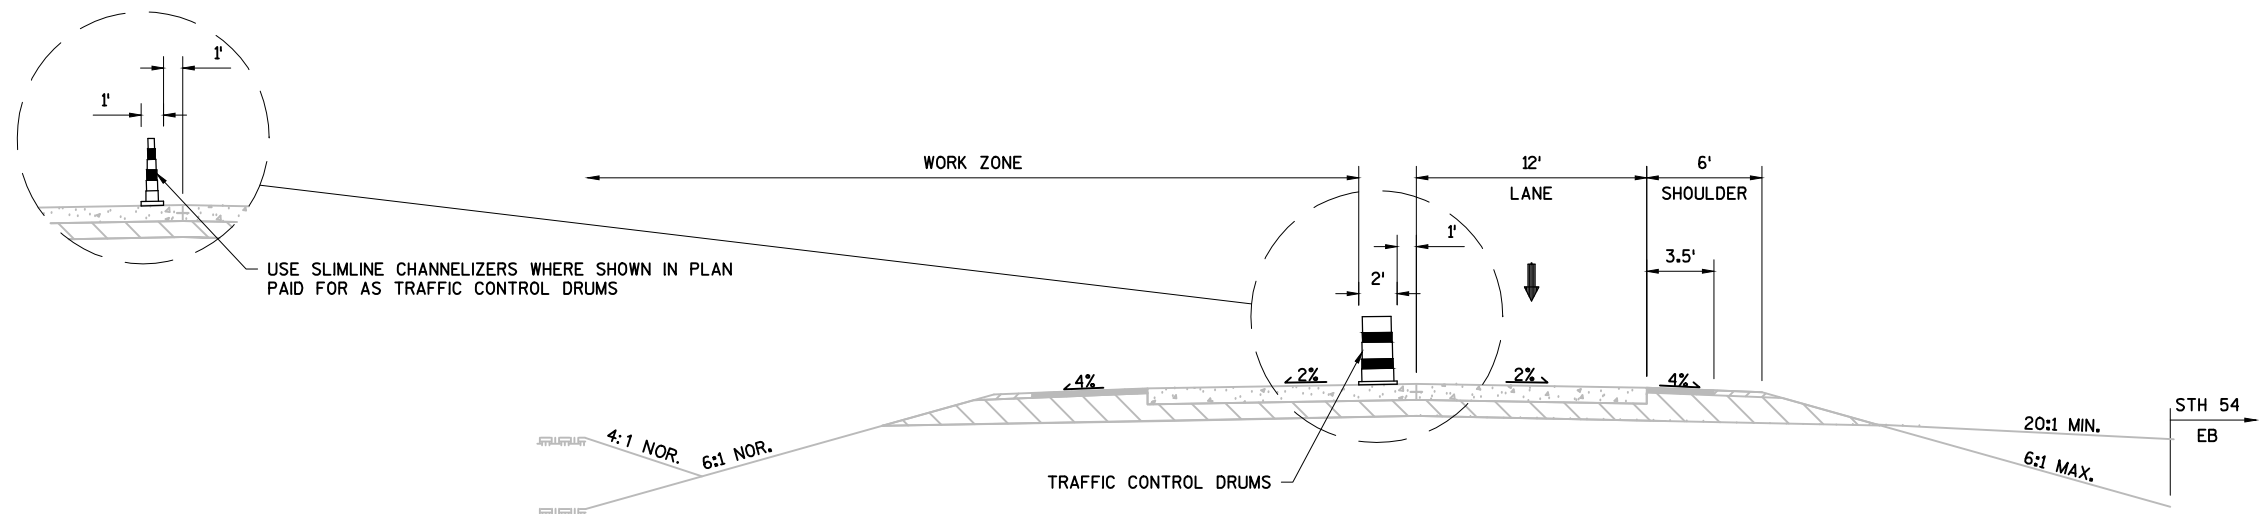 1'
1'
WORK ZONE
12'
6'
LANE
SHOULDER
1'
3.5'
2'
USE SLIMLINE CHANNELIZERS WHERE SHOWN IN PLAN
PAID FOR AS TRAFFIC CONTROL DRUMS
4%
2%
2%
4%
STH 54
EB
20:1 MIN.
4:1 NOR.
6:1 NOR.
6:1 MAX.
TRAFFIC CONTROL DRUMS